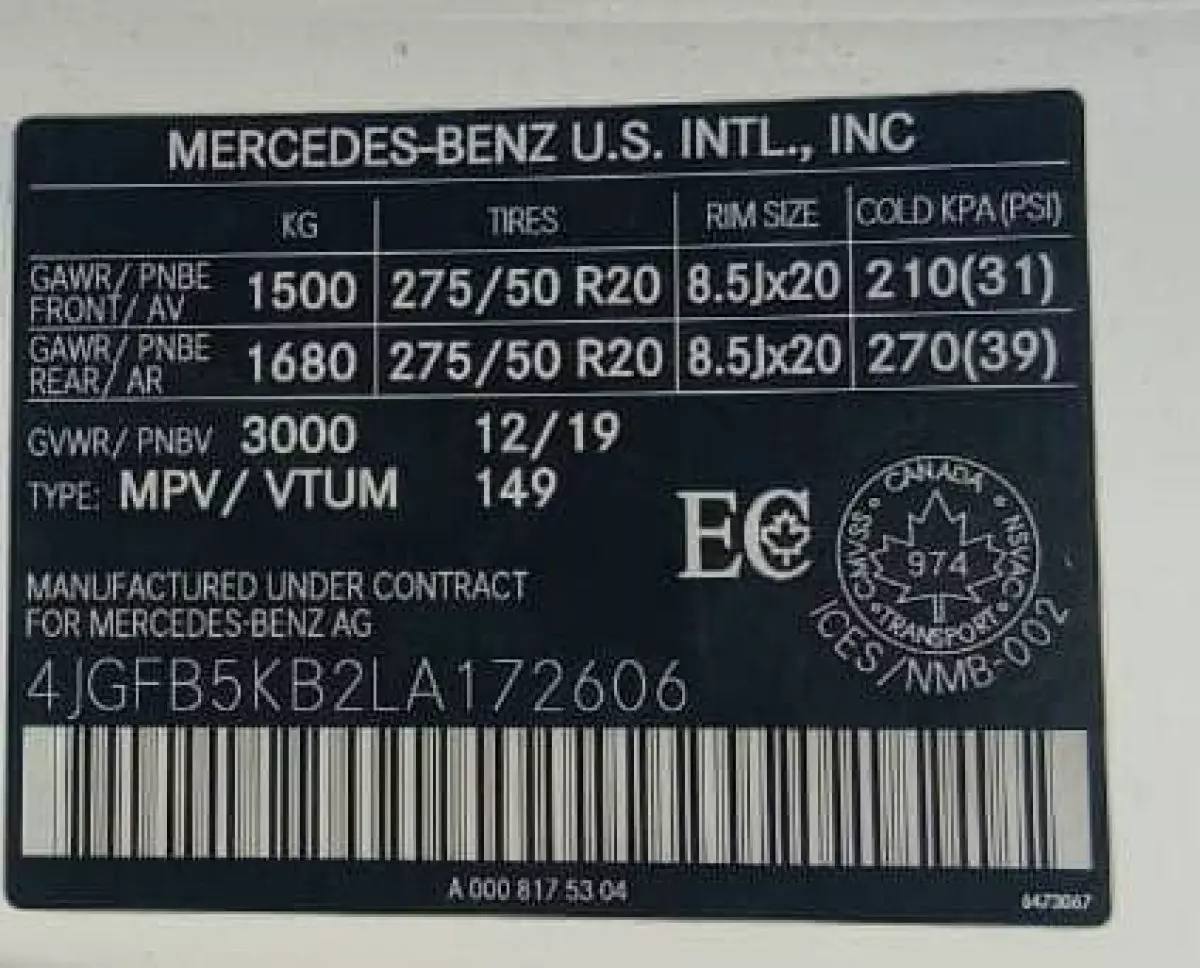 MERCEDES-BENZ U.S. INTL., INC
KG TIRES RIM SIZE COLD KPA (PSI)
GAWR/ PNBE FRONT/ AV 1500 275/50 R20 8.5Jx20 210(31)
GAWR/ PNBE REAR/ AR 1680 275/50 R20 8.5Jx20 270(39)
GVWR/ PNBV 3000 12/19
TYPE: MPV/ VTUM 149
EC
CANADA
CMVSS NSVAC
974
TRANSPORT
ICES/NMB-002
MANUFACTURED UNDER CONTRACT
FOR MERCEDES-BENZ AG
4JGFB5KB2LA172606
A 000 817 53 04
6473067